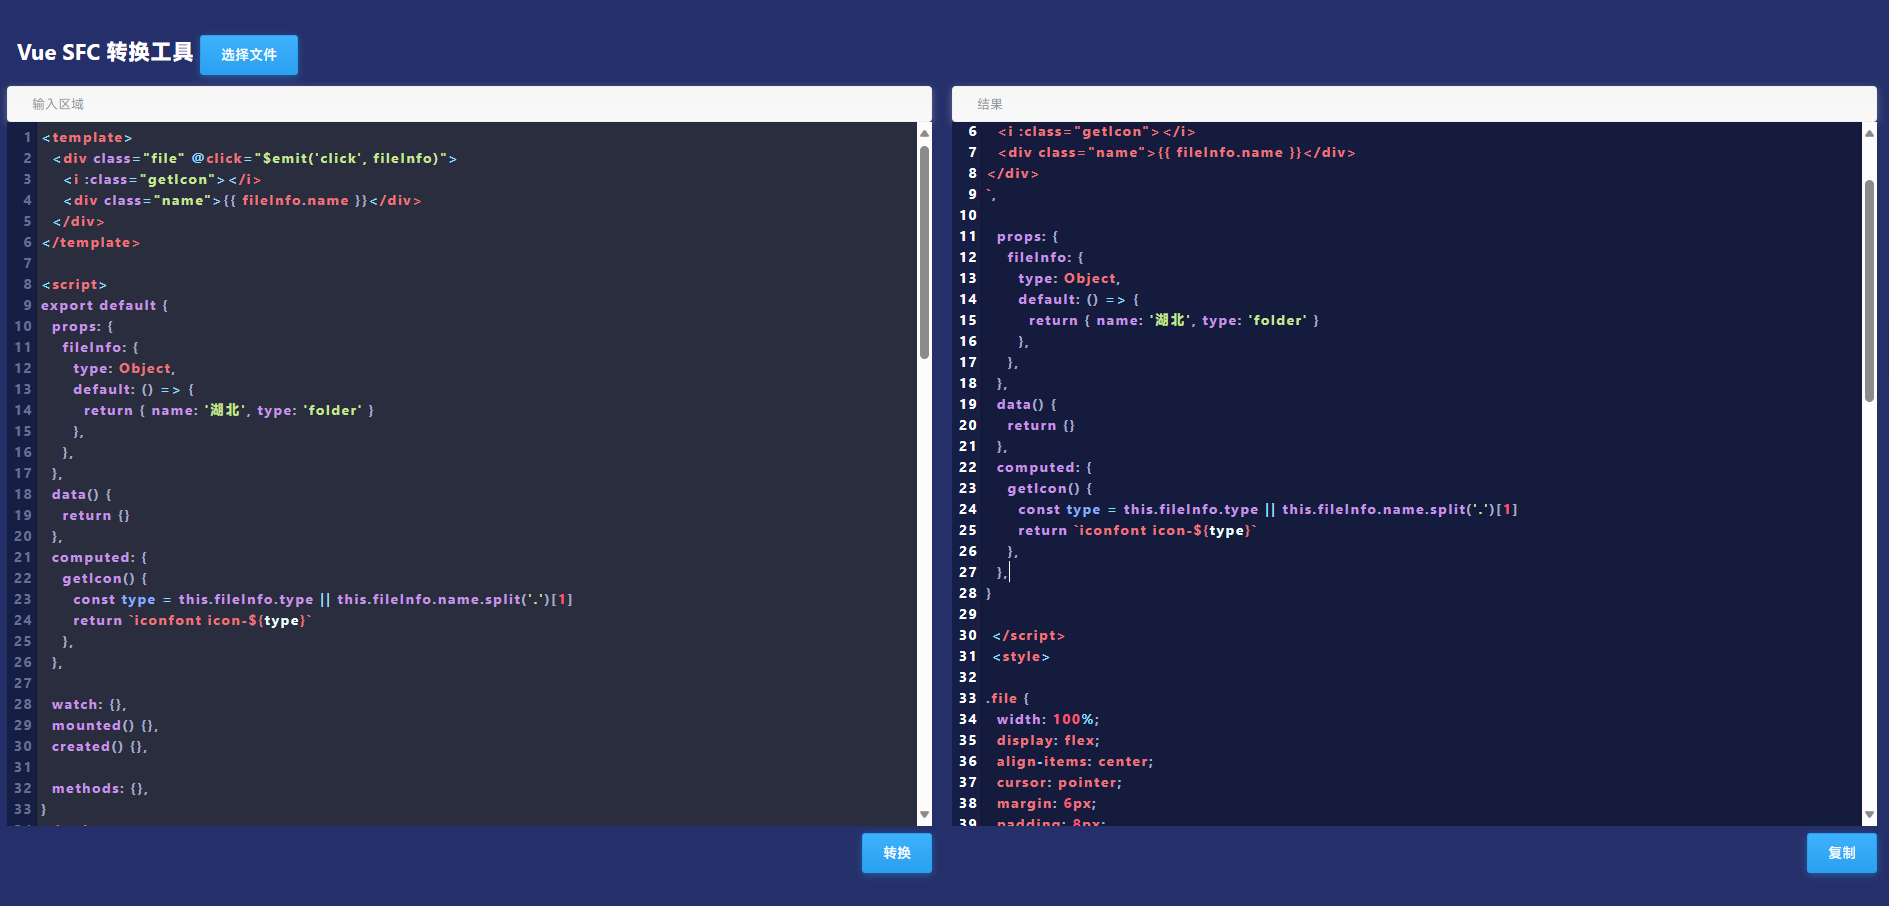 Vue SFC 转换工具
选择文件
输入区域
1 <template>
2 <div class="file" @click="$emit('click', fileInfo)">
3 <i :class="getIcon"></i>
4 <div class="name">{{ fileInfo.name }}</div>
5 </div>
6 </template>
7
8 <script>
9 export default {
10 props: {
11 fileInfo: {
12 type: Object,
13 default: () => {
14 return { name: '湖北', type: 'folder' }
15 },
16 },
17 },
18 data() {
19 return {}
20 },
21 computed: {
22 getIcon() {
23 const type = this.fileInfo.type || this.fileInfo.name.split('.')[1]
24 return `iconfont icon-${type}`
25 },
26 },
27
28 watch: {},
29 mounted() {},
30 created() {},
31
32 methods: {},
33 }
转换
结果
6 <i :class="getIcon"></i>
7 <div class="name">{{ fileInfo.name }}</div>
8 </div>
9 `,
10
11 props: {
12 fileInfo: {
13 type: Object,
14 default: () => {
15 return { name: '湖北', type: 'folder' }
16 },
17 },
18 },
19 data() {
20 return {}
21 },
22 computed: {
23 getIcon() {
24 const type = this.fileInfo.type || this.fileInfo.name.split('.')[1]
25 return `iconfont icon-${type}`
26 },
27 },
28 }
29
30 </script>
31 <style>
32
33 .file {
34 width: 100%;
35 display: flex;
36 align-items: center;
37 cursor: pointer;
38 margin: 6px;
39 padding: 8px;
复制